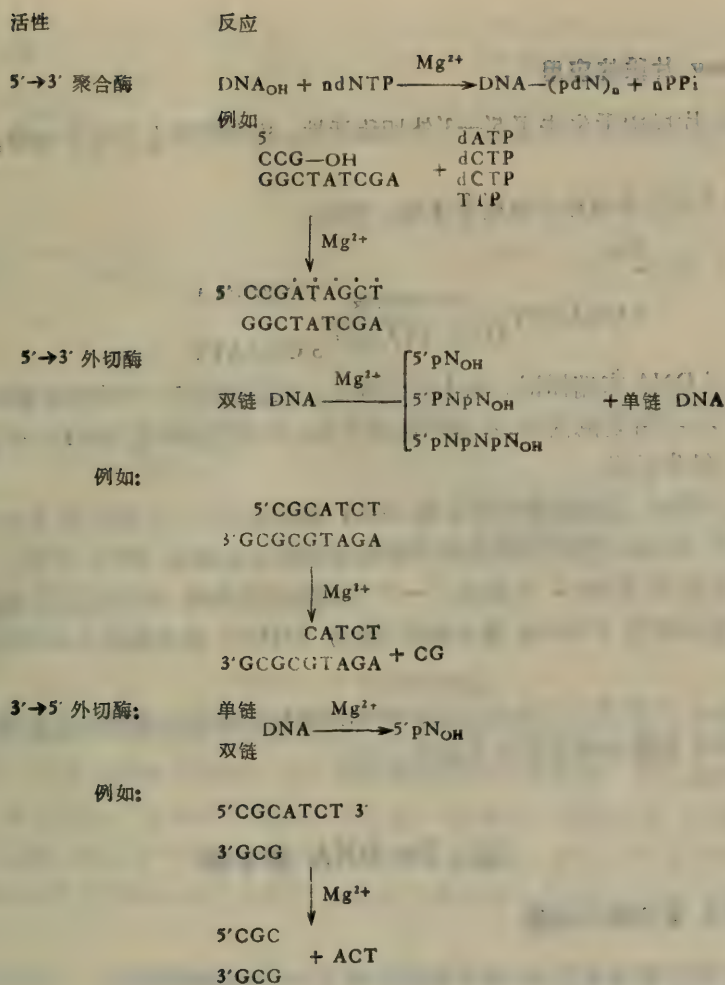 活性 反应
5′→3′ 聚合酶 DNA_OH + ndNTP —Mg²⁺→ DNA—(pdN)ₙ + nPPi
例如
5′ dATP
CCG—OH + dCTP
GGCTATCGA dCTP
TTP
Mg²⁺
5′ CCGATAGCT
GGCTATCGA
5′→3′ 外切酶
5′pN_OH
双链 DNA —Mg²⁺— 5′PNpN_OH +单链 DNA
5′pNpNpN_OH
例如:
5′CGCATCT
3′GCGCGTAGA
Mg²⁺
CATCT
3′GCGCGTAGA + CG
3′→5′ 外切酶: 单链
DNA —Mg²⁺→ 5′pN_OH
双链
例如:
5′CGCATCT 3′
3′GCG
Mg²⁺
5′CGC
+ ACT
3′GCG